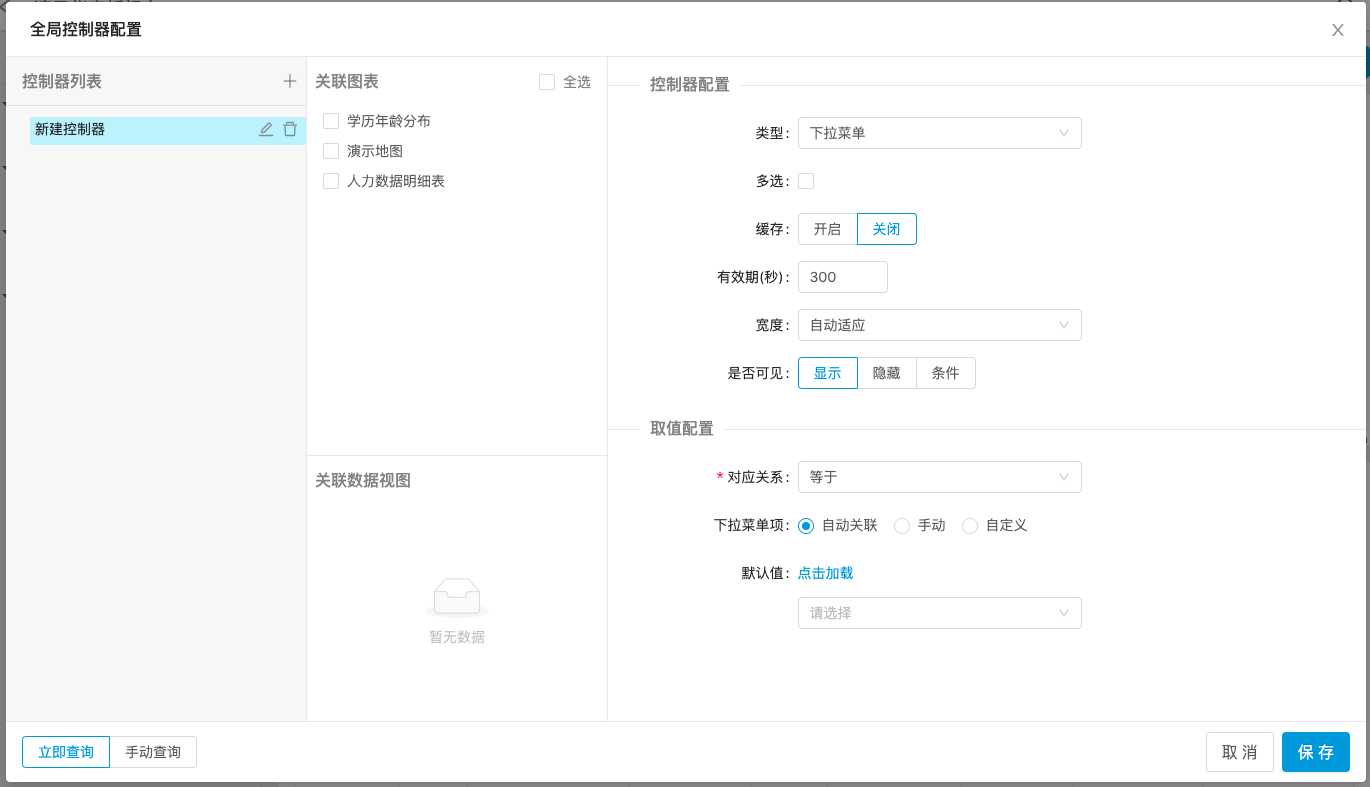 全局控制器配置
控制器列表
新建控制器
关联图表
全选
学历年龄分布
演示地图
人力数据明细表
关联数据视图
暂无数据
控制器配置
类型: 下拉菜单
多选:
缓存: 开启 关闭
有效期(秒): 300
宽度: 自动适应
是否可见: 显示 隐藏 条件
取值配置
* 对应关系: 等于
下拉菜单项: 自动关联 手动 自定义
默认值: 点击加载
请选择
立即查询 手动查询
取 消 保 存